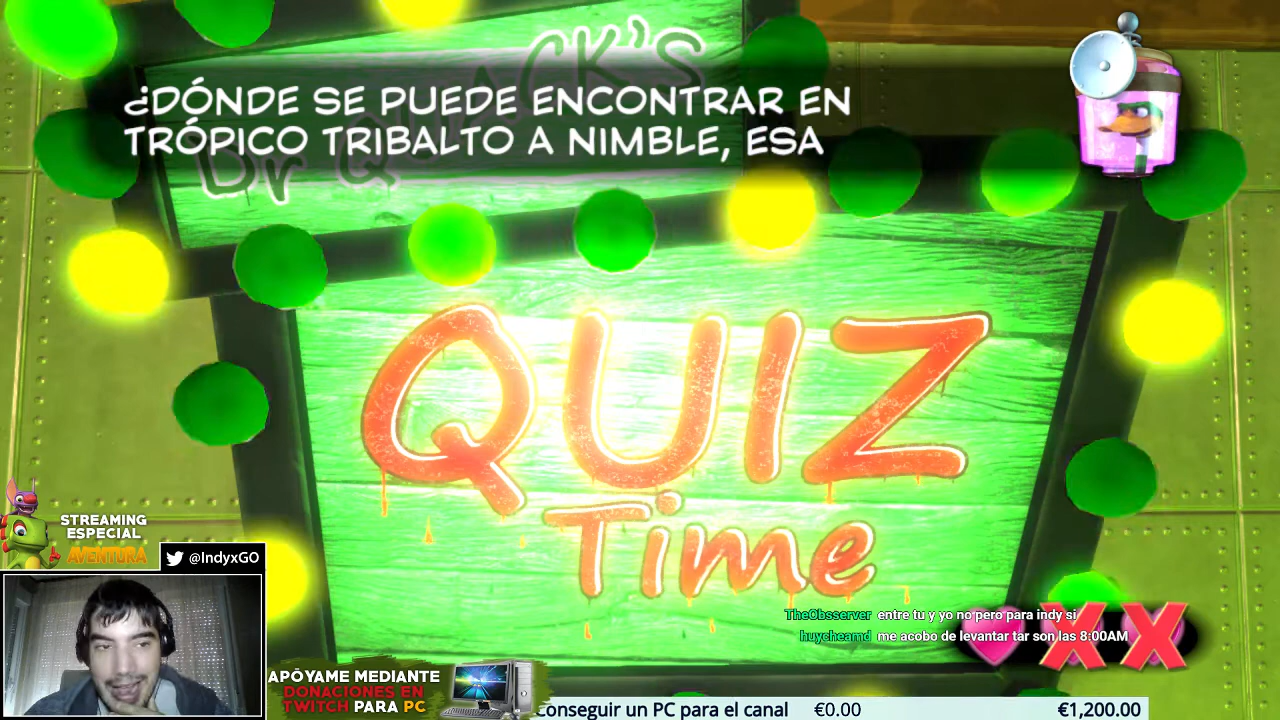 Dr QUACK'S
¿DÓNDE SE PUEDE ENCONTRAR EN
TRÓPICO TRIBALTO A NIMBLE, ESA
QUIZ
Time
STREAMING
ESPECIAL
AVENTURA
@IndyxGO
TheObsserver entre tu y yo no pero para indy si
huycheamd me acobo de levantar tar son las 8:00AM
APÓYAME MEDIANTE
DONACIONES EN
TWITCH PARA PC
Conseguir un PC para el canal €0.00 €1,200.00